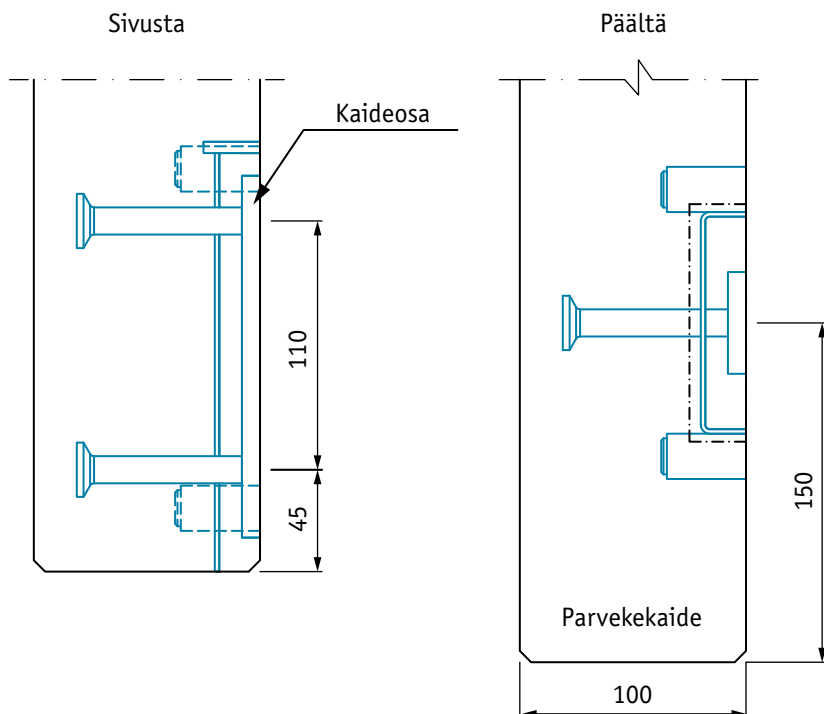 Sivusta
Päältä
Kaideosa
110
45
150
Parvekekaide
100